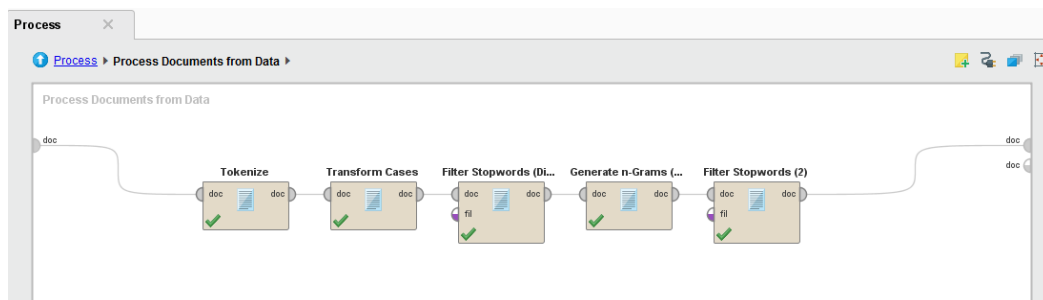 Process
Process ▸ Process Documents from Data ▸
Process Documents from Data
doc doc
doc
Tokenize Transform Cases Filter Stopwords (Di... Generate n-Grams (... Filter Stopwords (2)
doc doc doc doc doc doc doc doc doc doc
fil fil